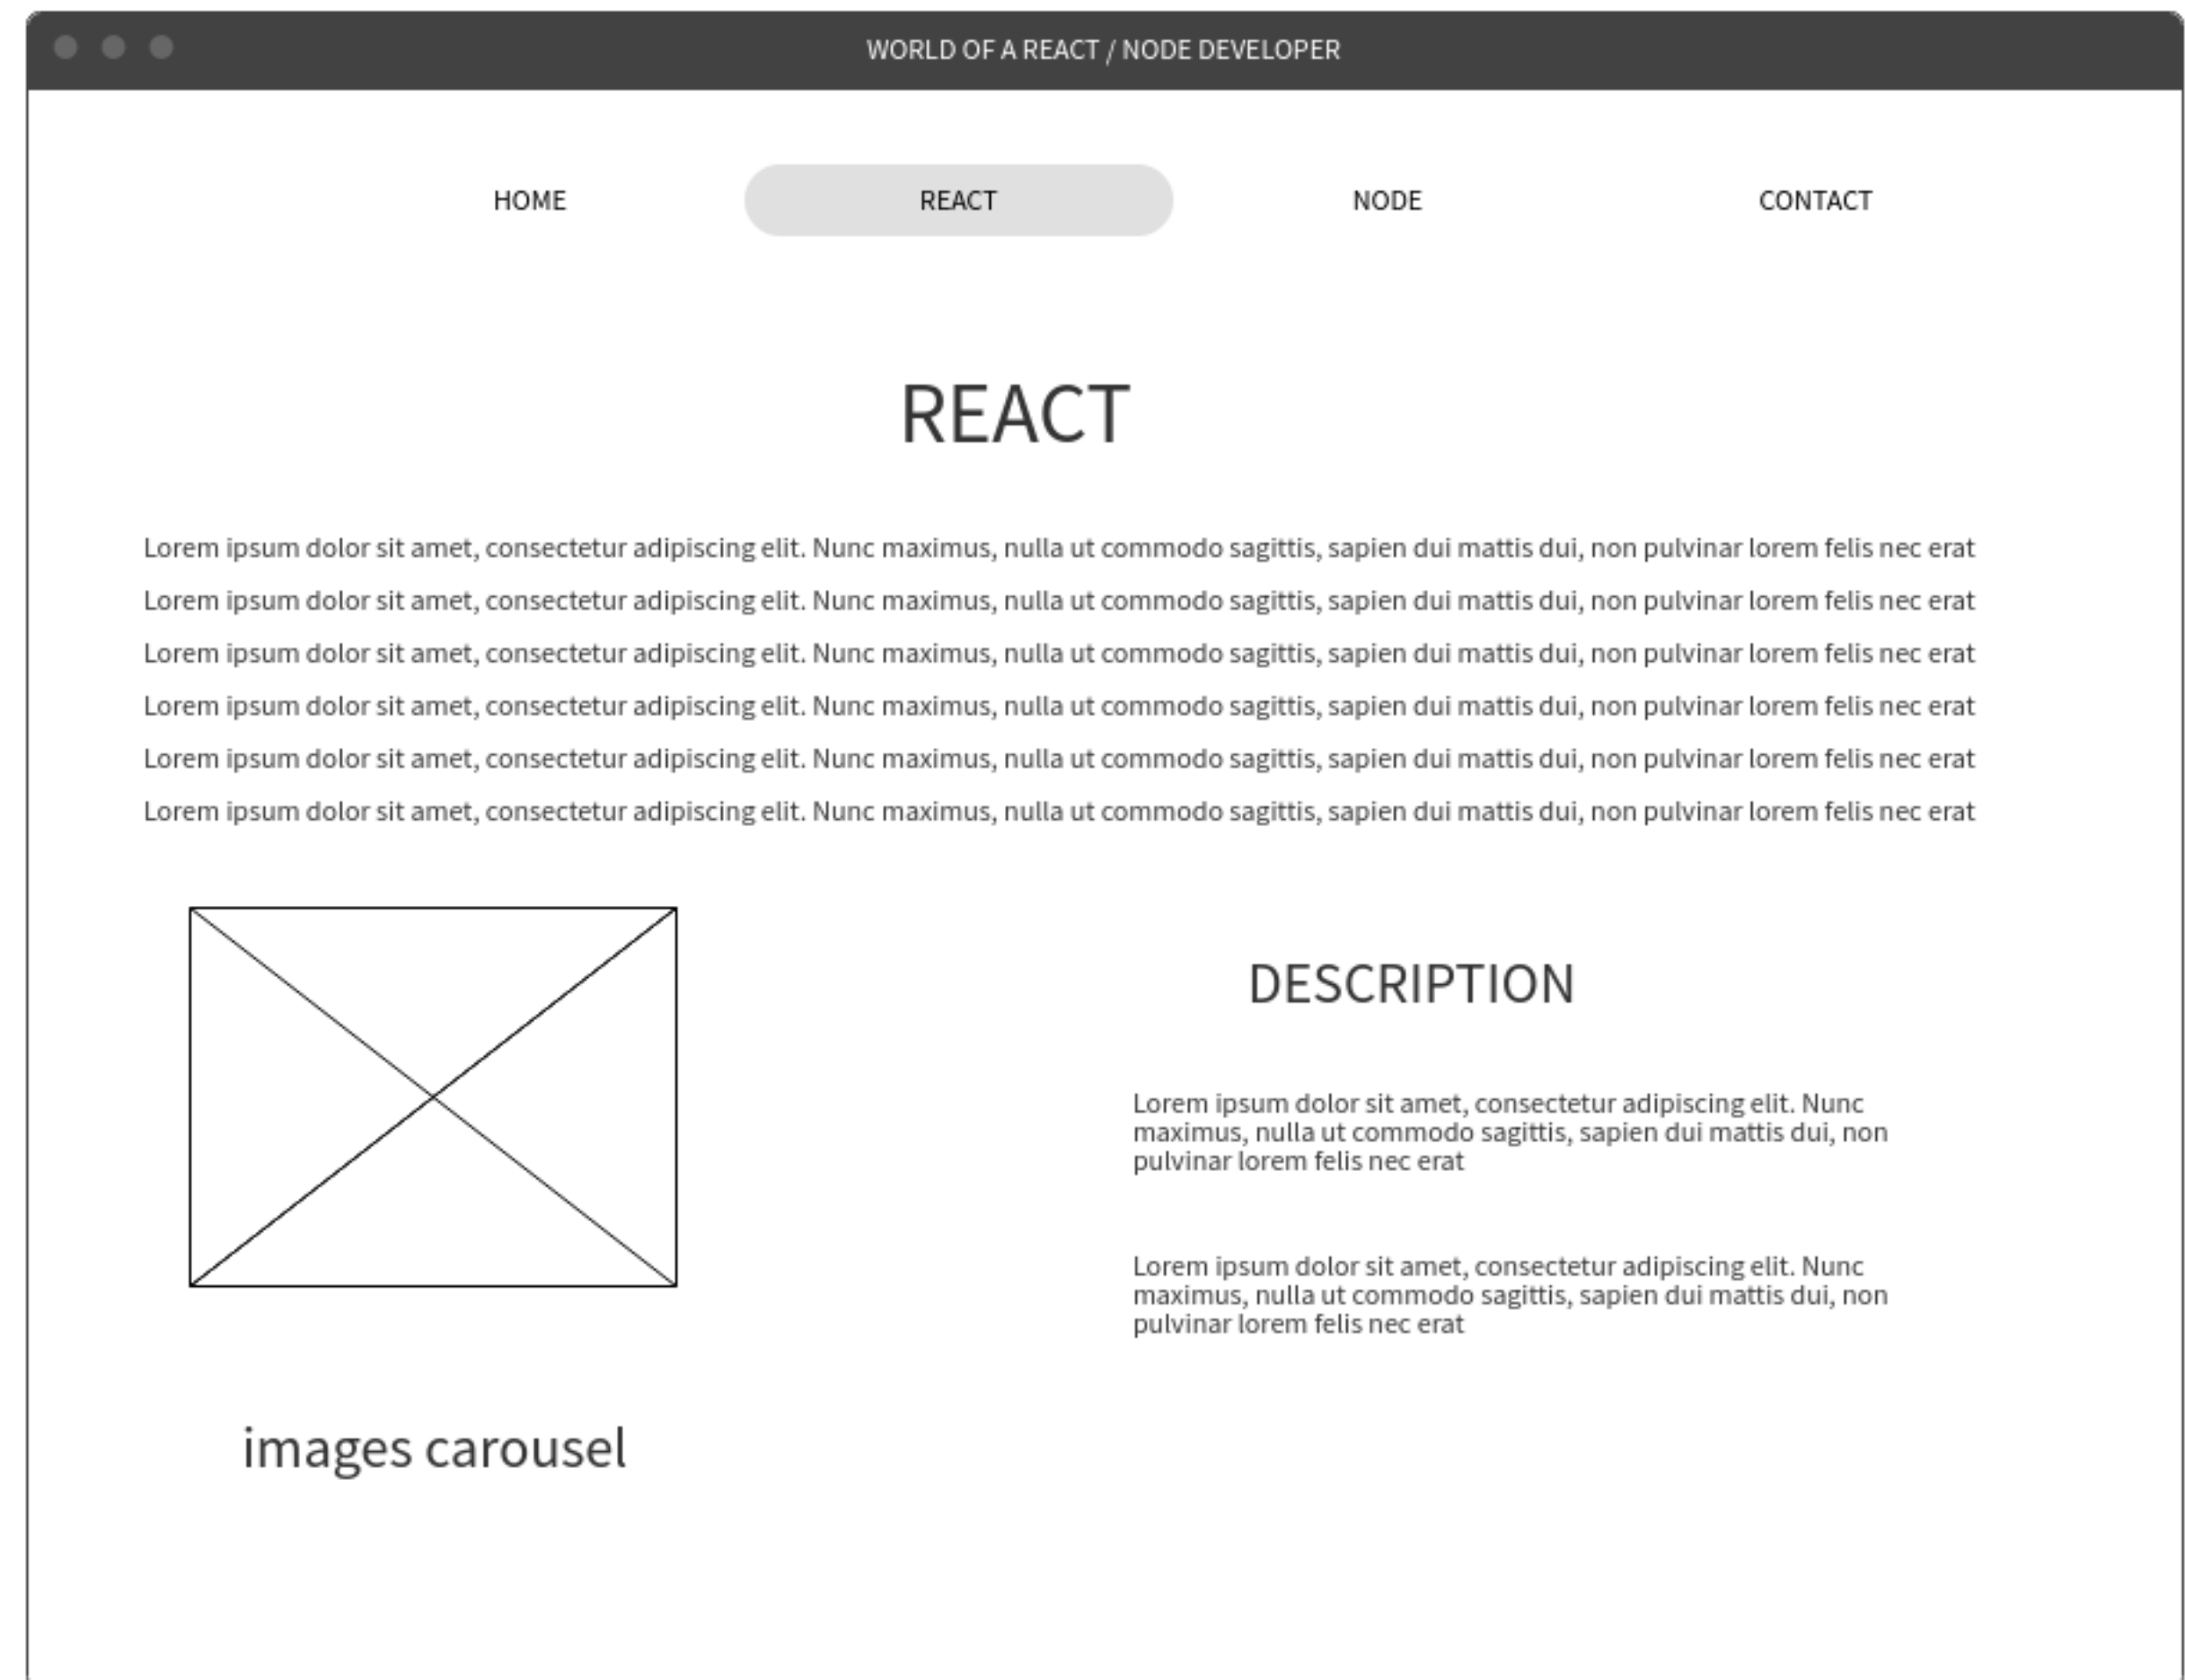 WORLD OF A REACT / NODE DEVELOPER
HOME REACT NODE CONTACT
REACT
Lorem ipsum dolor sit amet, consectetur adipiscing elit. Nunc maximus, nulla ut commodo sagittis, sapien dui mattis dui, non pulvinar lorem felis nec erat
Lorem ipsum dolor sit amet, consectetur adipiscing elit. Nunc maximus, nulla ut commodo sagittis, sapien dui mattis dui, non pulvinar lorem felis nec erat
Lorem ipsum dolor sit amet, consectetur adipiscing elit. Nunc maximus, nulla ut commodo sagittis, sapien dui mattis dui, non pulvinar lorem felis nec erat
Lorem ipsum dolor sit amet, consectetur adipiscing elit. Nunc maximus, nulla ut commodo sagittis, sapien dui mattis dui, non pulvinar lorem felis nec erat
Lorem ipsum dolor sit amet, consectetur adipiscing elit. Nunc maximus, nulla ut commodo sagittis, sapien dui mattis dui, non pulvinar lorem felis nec erat
Lorem ipsum dolor sit amet, consectetur adipiscing elit. Nunc maximus, nulla ut commodo sagittis, sapien dui mattis dui, non pulvinar lorem felis nec erat
DESCRIPTION
Lorem ipsum dolor sit amet, consectetur adipiscing elit. Nunc
maximus, nulla ut commodo sagittis, sapien dui mattis dui, non
pulvinar lorem felis nec erat
Lorem ipsum dolor sit amet, consectetur adipiscing elit. Nunc
maximus, nulla ut commodo sagittis, sapien dui mattis dui, non
pulvinar lorem felis nec erat
images carousel